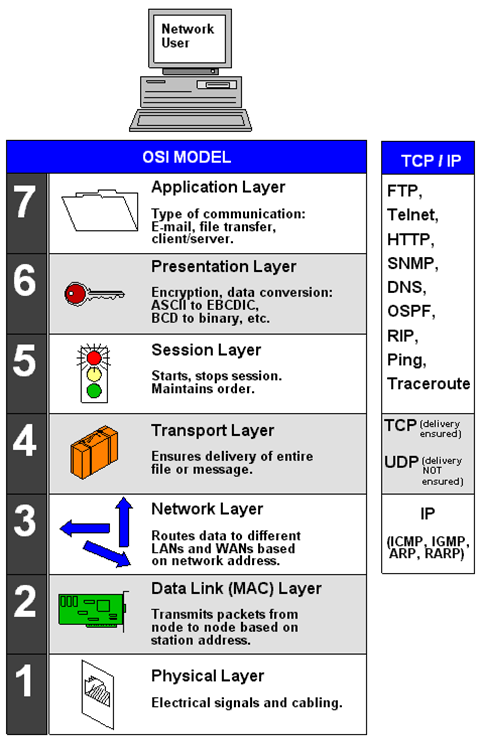 Network
User
OSI MODEL
7
Application Layer
Type of communication:
E-mail, file transfer,
client/server.
6
Presentation Layer
Encryption, data conversion:
ASCII to EBCDIC,
BCD to binary, etc.
5
Session Layer
Starts, stops session.
Maintains order.
4
Transport Layer
Ensures delivery of entire
file or message.
3
Network Layer
Routes data to different
LANs and WANs based
on network address.
2
Data Link (MAC) Layer
Transmits packets from
node to node based on
station address.
1
Physical Layer
Electrical signals and cabling.
TCP / IP
FTP,
Telnet,
HTTP,
SNMP,
DNS,
OSPF,
RIP,
Ping,
Traceroute
TCP (delivery
ensured)
UDP (delivery
NOT
ensured)
IP
(ICMP, IGMP,
ARP, RARP)